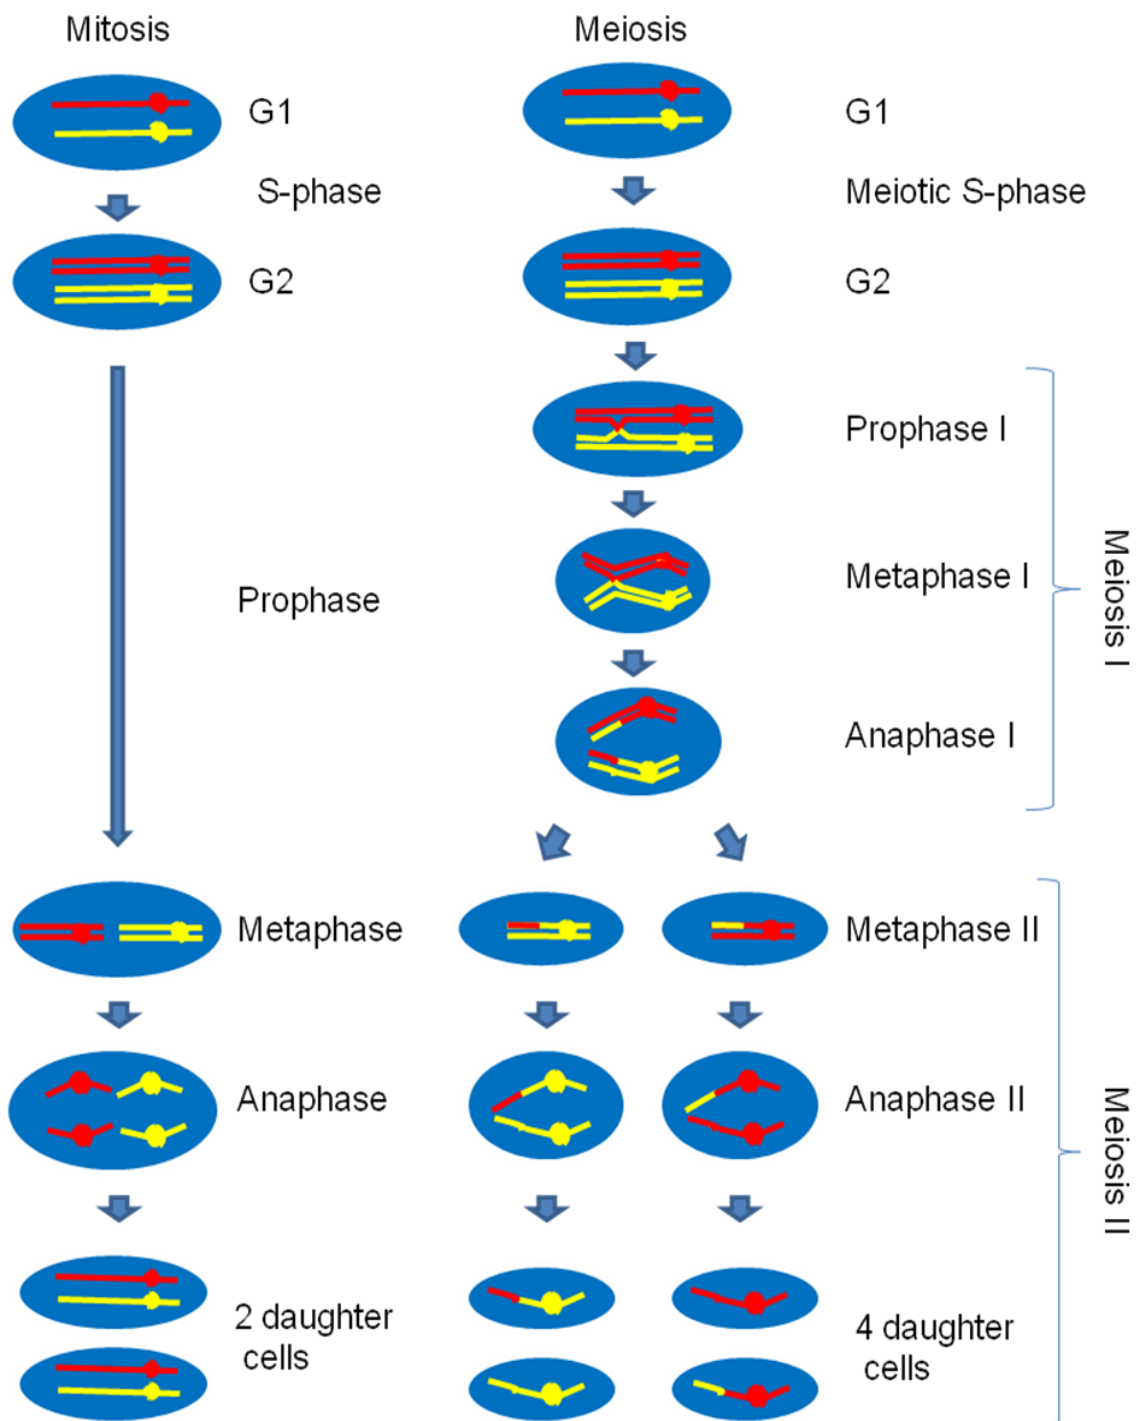 Mitosis
Meiosis
G1
G1
S-phase
Meiotic S-phase
G2
G2
Prophase I
Metaphase I
Prophase
Meiosis I
Anaphase I
Metaphase
Metaphase II
Anaphase
Anaphase II
Meiosis II
2 daughter
cells
4 daughter
cells